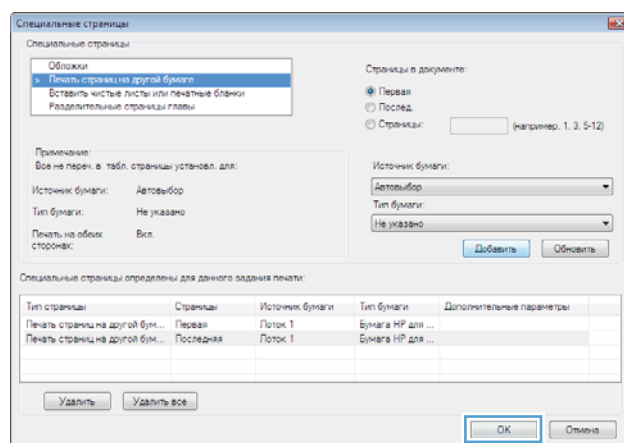 Специальные страницы
Специальные страницы
Обложки
» Печать страниц на другой бумаге
Вставить чистые листы или печатные бланки
Разделительные страницы главы
Страницы в документе:
Первая
Послед.
Страницы:
(например, 1, 3, 5-12)
Примечание:
Все не переч. в табл. страницы установл. для:
Источник бумаги: Автовыбор
Тип бумаги: Не указано
Печать на обеих сторонах: Вкл.
Источник бумаги:
Автовыбор
Тип бумаги:
Не указано
Добавить Обновить
Специальные страницы определены для данного задания печати:
Тип страницы Страницы Источник бумаги Тип бумаги Дополнительные параметры
Печать страниц на другой бум... Первая Лоток 1 Бумага HP для ...
Печать страниц на другой бум... Последняя Лоток 1 Бумага HP для ...
Удалить Удалить все
OK Отмена